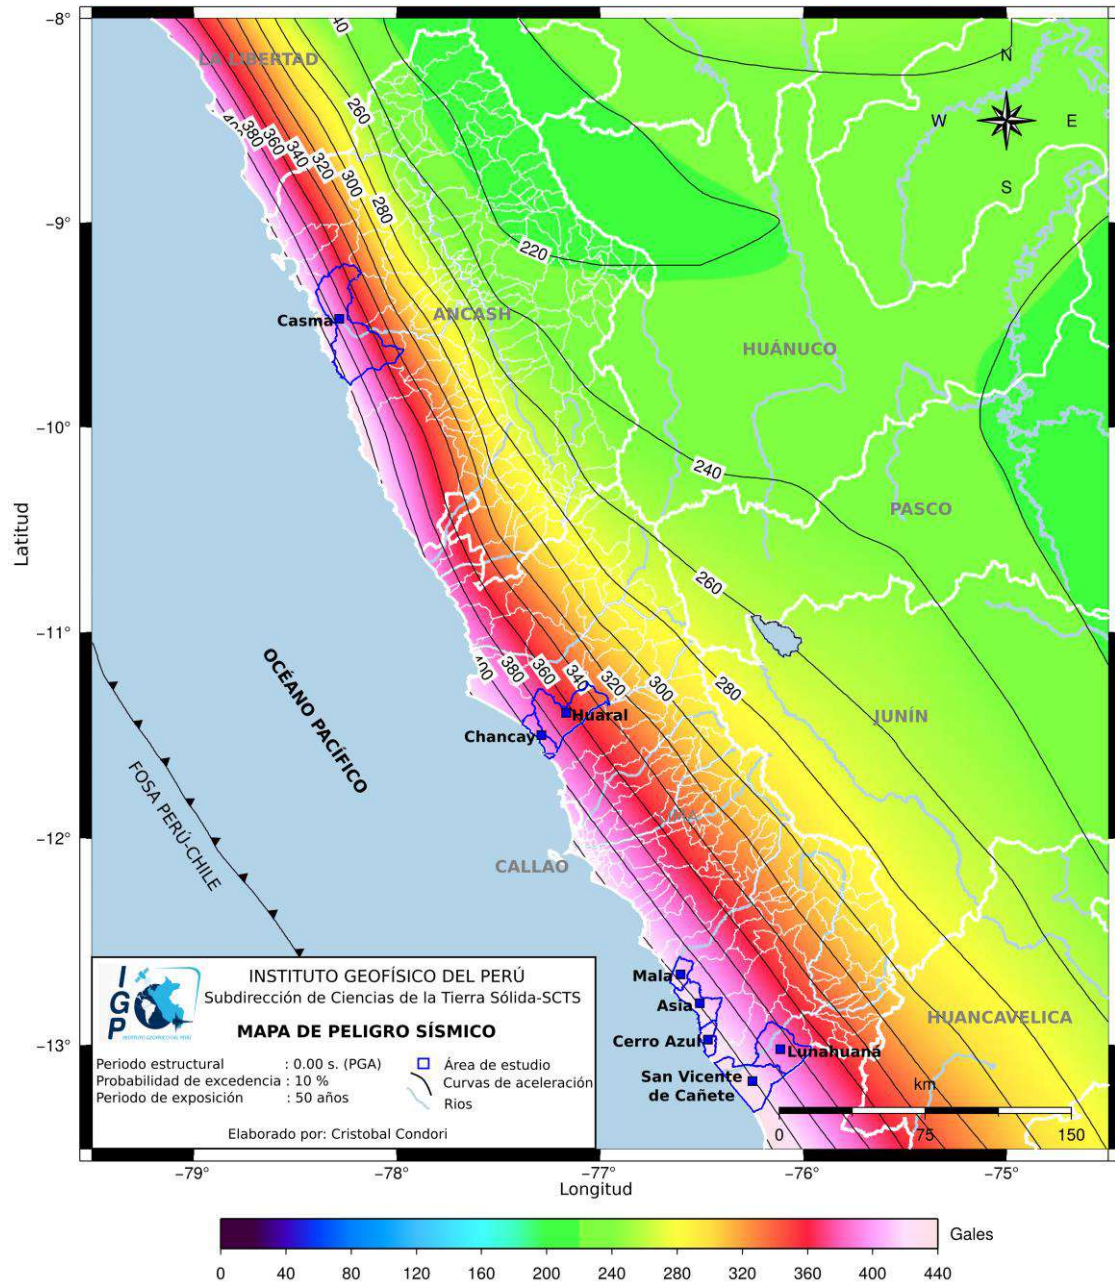 −8°
−9°
−10°
−11°
−12°
−13°
Latitud
LA LIBERTAD
N
W
E
S
260
380
360
340
320
300
280
220
Casma
ANCASH
HUÁNUCO
240
PASCO
260
OCÉANO PACÍFICO
400
380
360
340
320
300
280
Huaral
Chancay
JUNÍN
FOSA PERÚ-CHILE
CALLAO
Mala
Asia
Cerro Azul
Lunahuaná
San Vicente
de Cañete
HUANCAVELICA
km
0 75 150
IGP
INSTITUTO GEOFÍSICO DEL PERÚ
Subdirección de Ciencias de la Tierra Sólida-SCTS
MAPA DE PELIGRO SÍSMICO
Periodo estructural : 0.00 s. (PGA)
Probabilidad de excedencia : 10 %
Periodo de exposición : 50 años
Área de estudio
Curvas de aceleración
Rios
Elaborado por: Cristobal Condori
−79° −78° −77° −76° −75°
Longitud
Gales
0 40 80 120 160 200 240 280 320 360 400 440